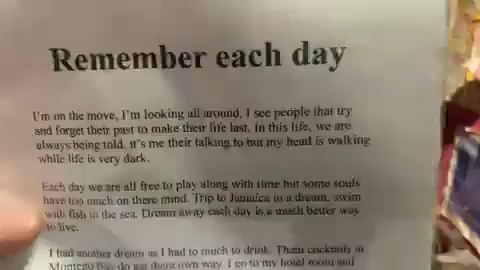 Remember each day
I'm on the move, I'm looking all around, I see people that try
and forget their past to make their life last. In this life, we are
always being told, it's me their talking to but my head is walking
while life is very dark.
Each day we are all free to play along with time but some souls
have too much on there mind. Trip to Jamaica in a dream, swim
with fish in the sea. Dream away each day is a much better way
to live.
I had another dream as I had to much to drink. Them cocktails in
Montego Bay do are there own way. I go to my hotel room and